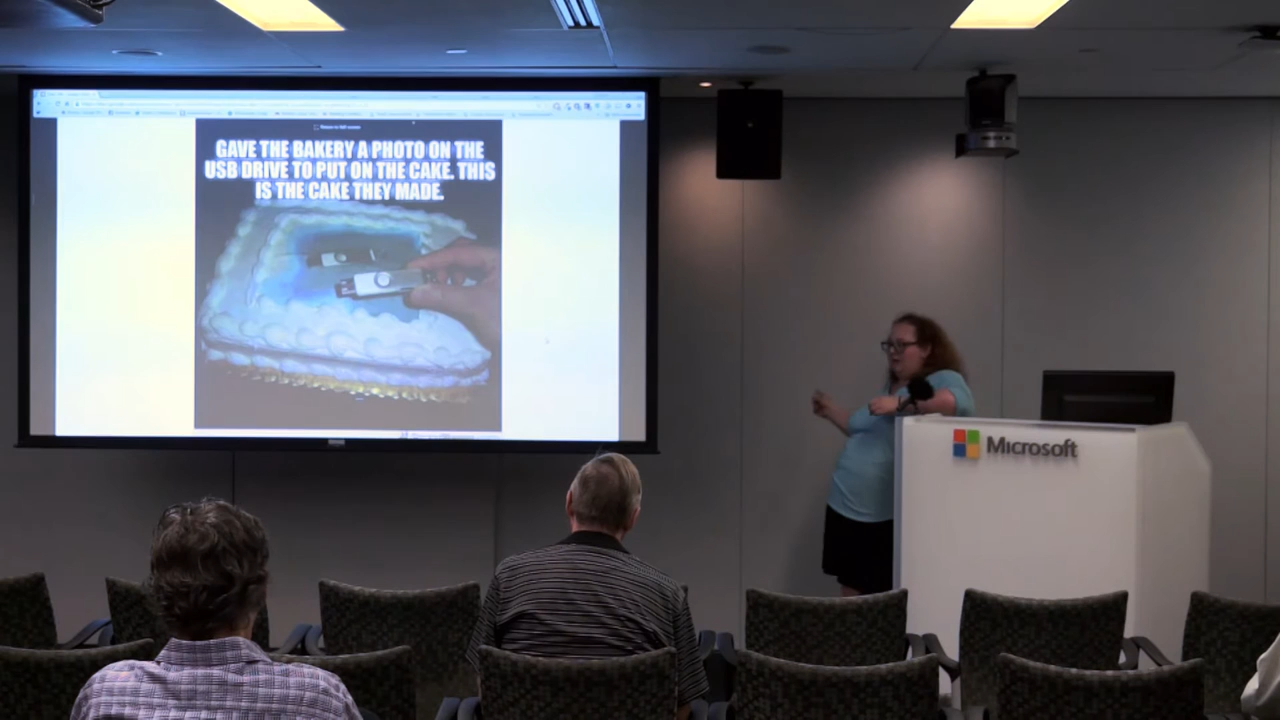 GAVE THE BAKERY A PHOTO ON THE
USB DRIVE TO PUT ON THE CAKE. THIS
IS THE CAKE THEY MADE.
Microsoft